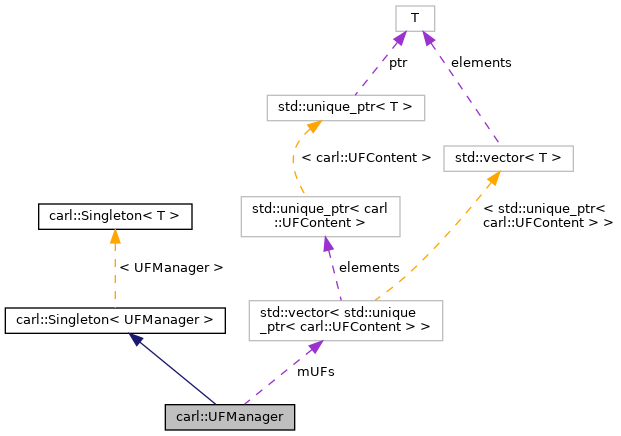 T
ptr
elements
std::unique_ptr< T >
< carl::UFContent >
std::vector< T >
carl::Singleton< T >
std::unique_ptr< carl
::UFContent >
< std::unique_ptr<
carl::UFContent > >
< UFManager >
elements
carl::Singleton< UFManager >
std::vector< std::unique
_ptr< carl::UFContent > >
mUFs
carl::UFManager